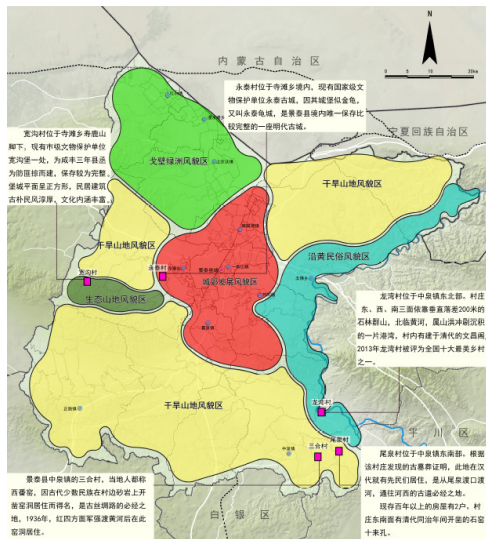 N
0 5 10 20km
内蒙古自治区
永泰村位于寺滩乡境内，现有国家级文
物保护单位永泰古城，因其城堡似金龟，
又叫永泰龟城，是景泰县境内唯一保存比
较完整的一座明代古城。
宁夏回族自治区
宽沟村位于寺滩乡寿鹿山
脚下，现有市级文物保护单位
宽沟堡一处，为咸丰三年县丞
为防匪掠而建，保存较为完整，
堡城平面呈正方形，民居建筑
古朴民风淳厚、文化内涵丰富。
戈壁绿洲风貌区
干旱山地风貌区
干旱山地风貌区
沿黄民俗风貌区
永泰村
宽沟村
城郊发展风貌区
生态山地风貌区
龙湾村位于中泉镇东北部。村庄
东、西、南三面依靠垂直落差200米的
石林群山，北临黄河，属山洪冲刷沉积
的一片港湾，村内有建于清代的文昌阁，
2013年龙湾村被评为全国十大最美乡村
之一。
干旱山地风貌区
龙湾村
平川区
尾泉村
三合村
尾泉村位于中泉镇东南部。根据
该村庄发现的古墓葬证明，此地在汉
代就有先民们居住，是从尾泉渡口渡
河，通往河西的古道必经之地。
现存百年以上的房屋有2户，村
庄东南面有清代同治年间开凿的石窑
十来孔。
景泰县中泉镇的三合村，当地人都称
西番窑，因古代少数民族在村边砂岩上开
凿窑洞居住而得名，是古丝绸路的必经之
地，1936年，红四方军强渡黄河后在此
窑洞居住。
白银区